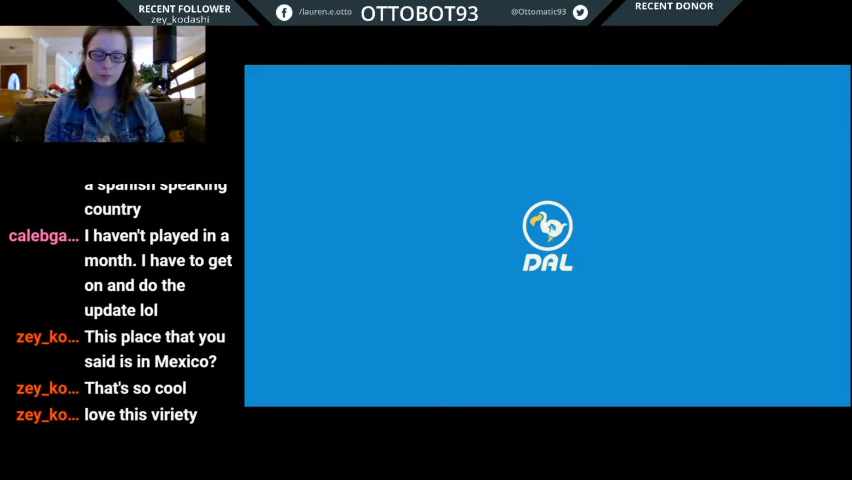 RECENT FOLLOWER
zey_kodashi
/lauren.e.otto
OTTOBOT93
@Ottomatic93
RECENT DONOR
a spanish speaking
country
calebga... I haven't played in a
month. I have to get
on and do the
update lol
zey_ko... This place that you
said is in Mexico?
zey_ko... That's so cool
zey_ko... love this viriety
DAL